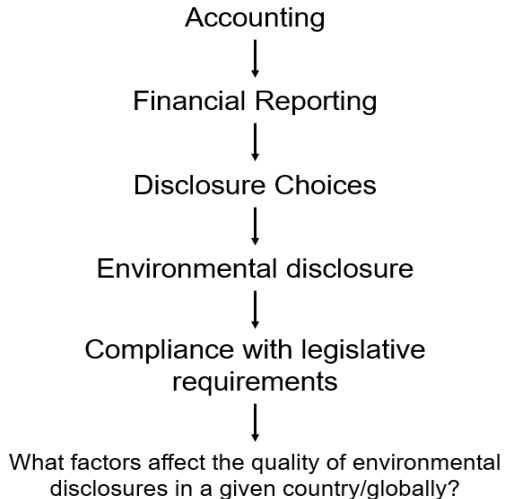 Accounting
Financial Reporting
Disclosure Choices
Environmental disclosure
Compliance with legislative
requirements
What factors affect the quality of environmental
disclosures in a given country/globally?